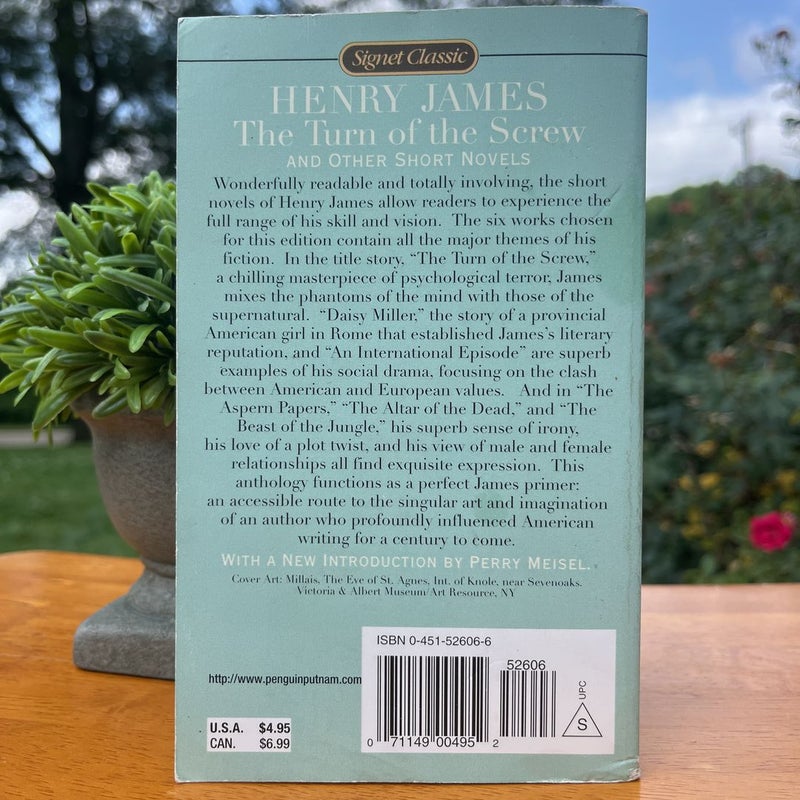 Signet Classic
HENRY JAMES
The Turn of the Screw
AND OTHER SHORT NOVELS
Wonderfully readable and totally involving, the short
novels of Henry James allow readers to experience the
full range of his skill and vision. The six works chosen
for this edition contain all the major themes of his
fiction. In the title story, “The Turn of the Screw,”
a chilling masterpiece of psychological terror, James
mixes the phantoms of the mind with those of the
supernatural. “Daisy Miller,” the story of a provincial
American girl in Rome that established James’s literary
reputation, and “An International Episode” are superb
examples of his social drama, focusing on the clash
between American and European values. And in “The
Aspern Papers,” “The Altar of the Dead,” and “The
Beast of the Jungle,” his superb sense of irony,
his love of a plot twist, and his view of male and female
relationships all find exquisite expression. This
anthology functions as a perfect James primer:
an accessible route to the singular art and imagination
of an author who profoundly influenced American
writing for a century to come.
WITH A NEW INTRODUCTION BY PERRY MEISEL.
Cover Art: Millais, The Eve of St. Agnes, Int. of Knole, near Sevenoaks.
Victoria & Albert Museum/Art Resource, NY
ISBN 0-451-52606-6
52606
http://www.penguinputnam.com
UPC
S
U.S.A. $4.95
CAN. $6.99
0 71149 00495 2